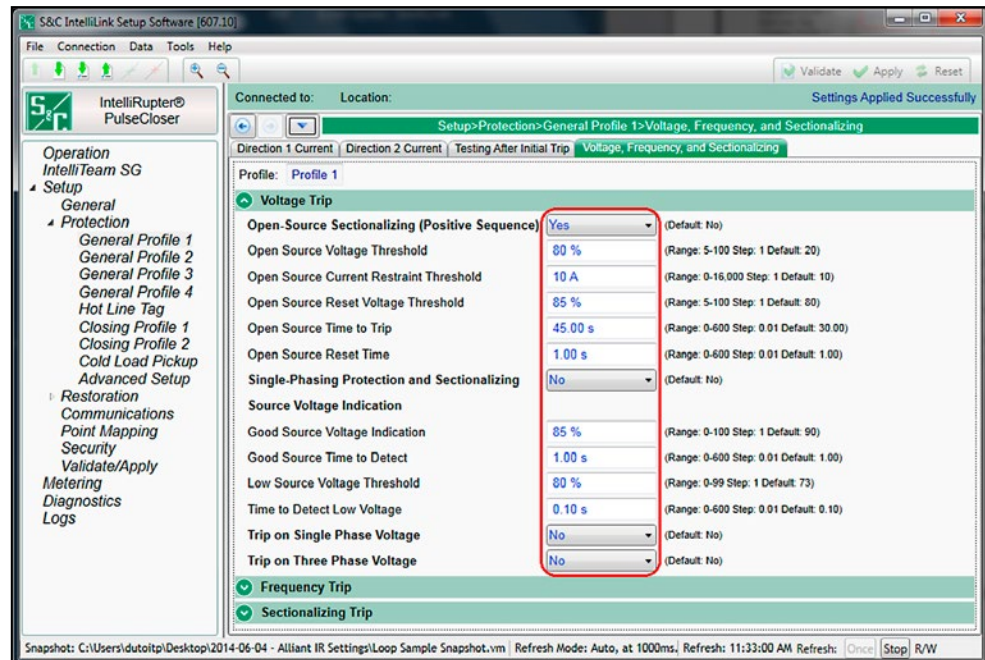 S&C IntelliLink Setup Software [607.10]
File Connection Data Tools Help
Validate Apply Reset
S&C
IntelliRupter®
PulseCloser
Connected to: Location: Settings Applied Successfully
Setup>Protection>General Profile 1>Voltage, Frequency, and Sectionalizing
Direction 1 Current Direction 2 Current Testing After Initial Trip Voltage, Frequency, and Sectionalizing
Operation
IntelliTeam SG
Setup
General
Protection
General Profile 1
General Profile 2
General Profile 3
General Profile 4
Hot Line Tag
Closing Profile 1
Closing Profile 2
Cold Load Pickup
Advanced Setup
Restoration
Communications
Point Mapping
Security
Validate/Apply
Metering
Diagnostics
Logs
Profile: Profile 1
Voltage Trip
Open-Source Sectionalizing (Positive Sequence) Yes (Default: No)
Open Source Voltage Threshold 80 % (Range: 5-100 Step: 1 Default: 20)
Open Source Current Restraint Threshold 10 A (Range: 0-16,000 Step: 1 Default: 10)
Open Source Reset Voltage Threshold 85 % (Range: 5-100 Step: 1 Default: 80)
Open Source Time to Trip 45.00 s (Range: 0-600 Step: 0.01 Default: 30.00)
Open Source Reset Time 1.00 s (Range: 0-600 Step: 0.01 Default: 1.00)
Single-Phasing Protection and Sectionalizing No (Default: No)
Source Voltage Indication
Good Source Voltage Indication 85 % (Range: 0-100 Step: 1 Default: 90)
Good Source Time to Detect 1.00 s (Range: 0-600 Step: 0.01 Default: 1.00)
Low Source Voltage Threshold 80 % (Range: 0-99 Step: 1 Default: 73)
Time to Detect Low Voltage 0.10 s (Range: 0-600 Step: 0.01 Default: 0.10)
Trip on Single Phase Voltage No (Default: No)
Trip on Three Phase Voltage No (Default: No)
Frequency Trip
Sectionalizing Trip
Snapshot: C:\Users\dutoitp\Desktop\2014-06-04 - Alliant IR Settings\Loop Sample Snapshot.vm Refresh Mode: Auto, at 1000ms, Refresh: 11:33:00 AM Refresh: Once Stop R/W